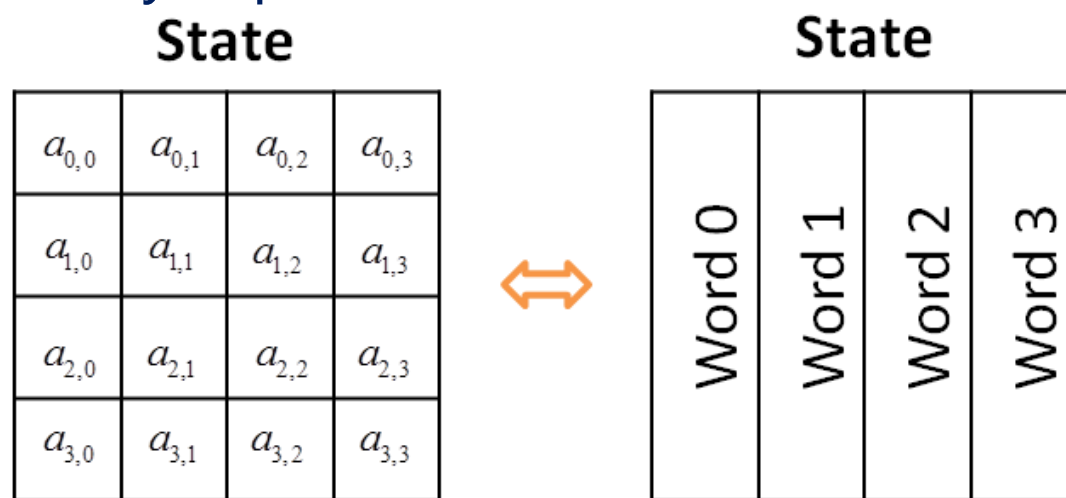 State
State
a0,0 a0,1 a0,2 a0,3
a1,0 a1,1 a1,2 a1,3
a2,0 a2,1 a2,2 a2,3
a3,0 a3,1 a3,2 a3,3
Word 0
Word 1
Word 2
Word 3